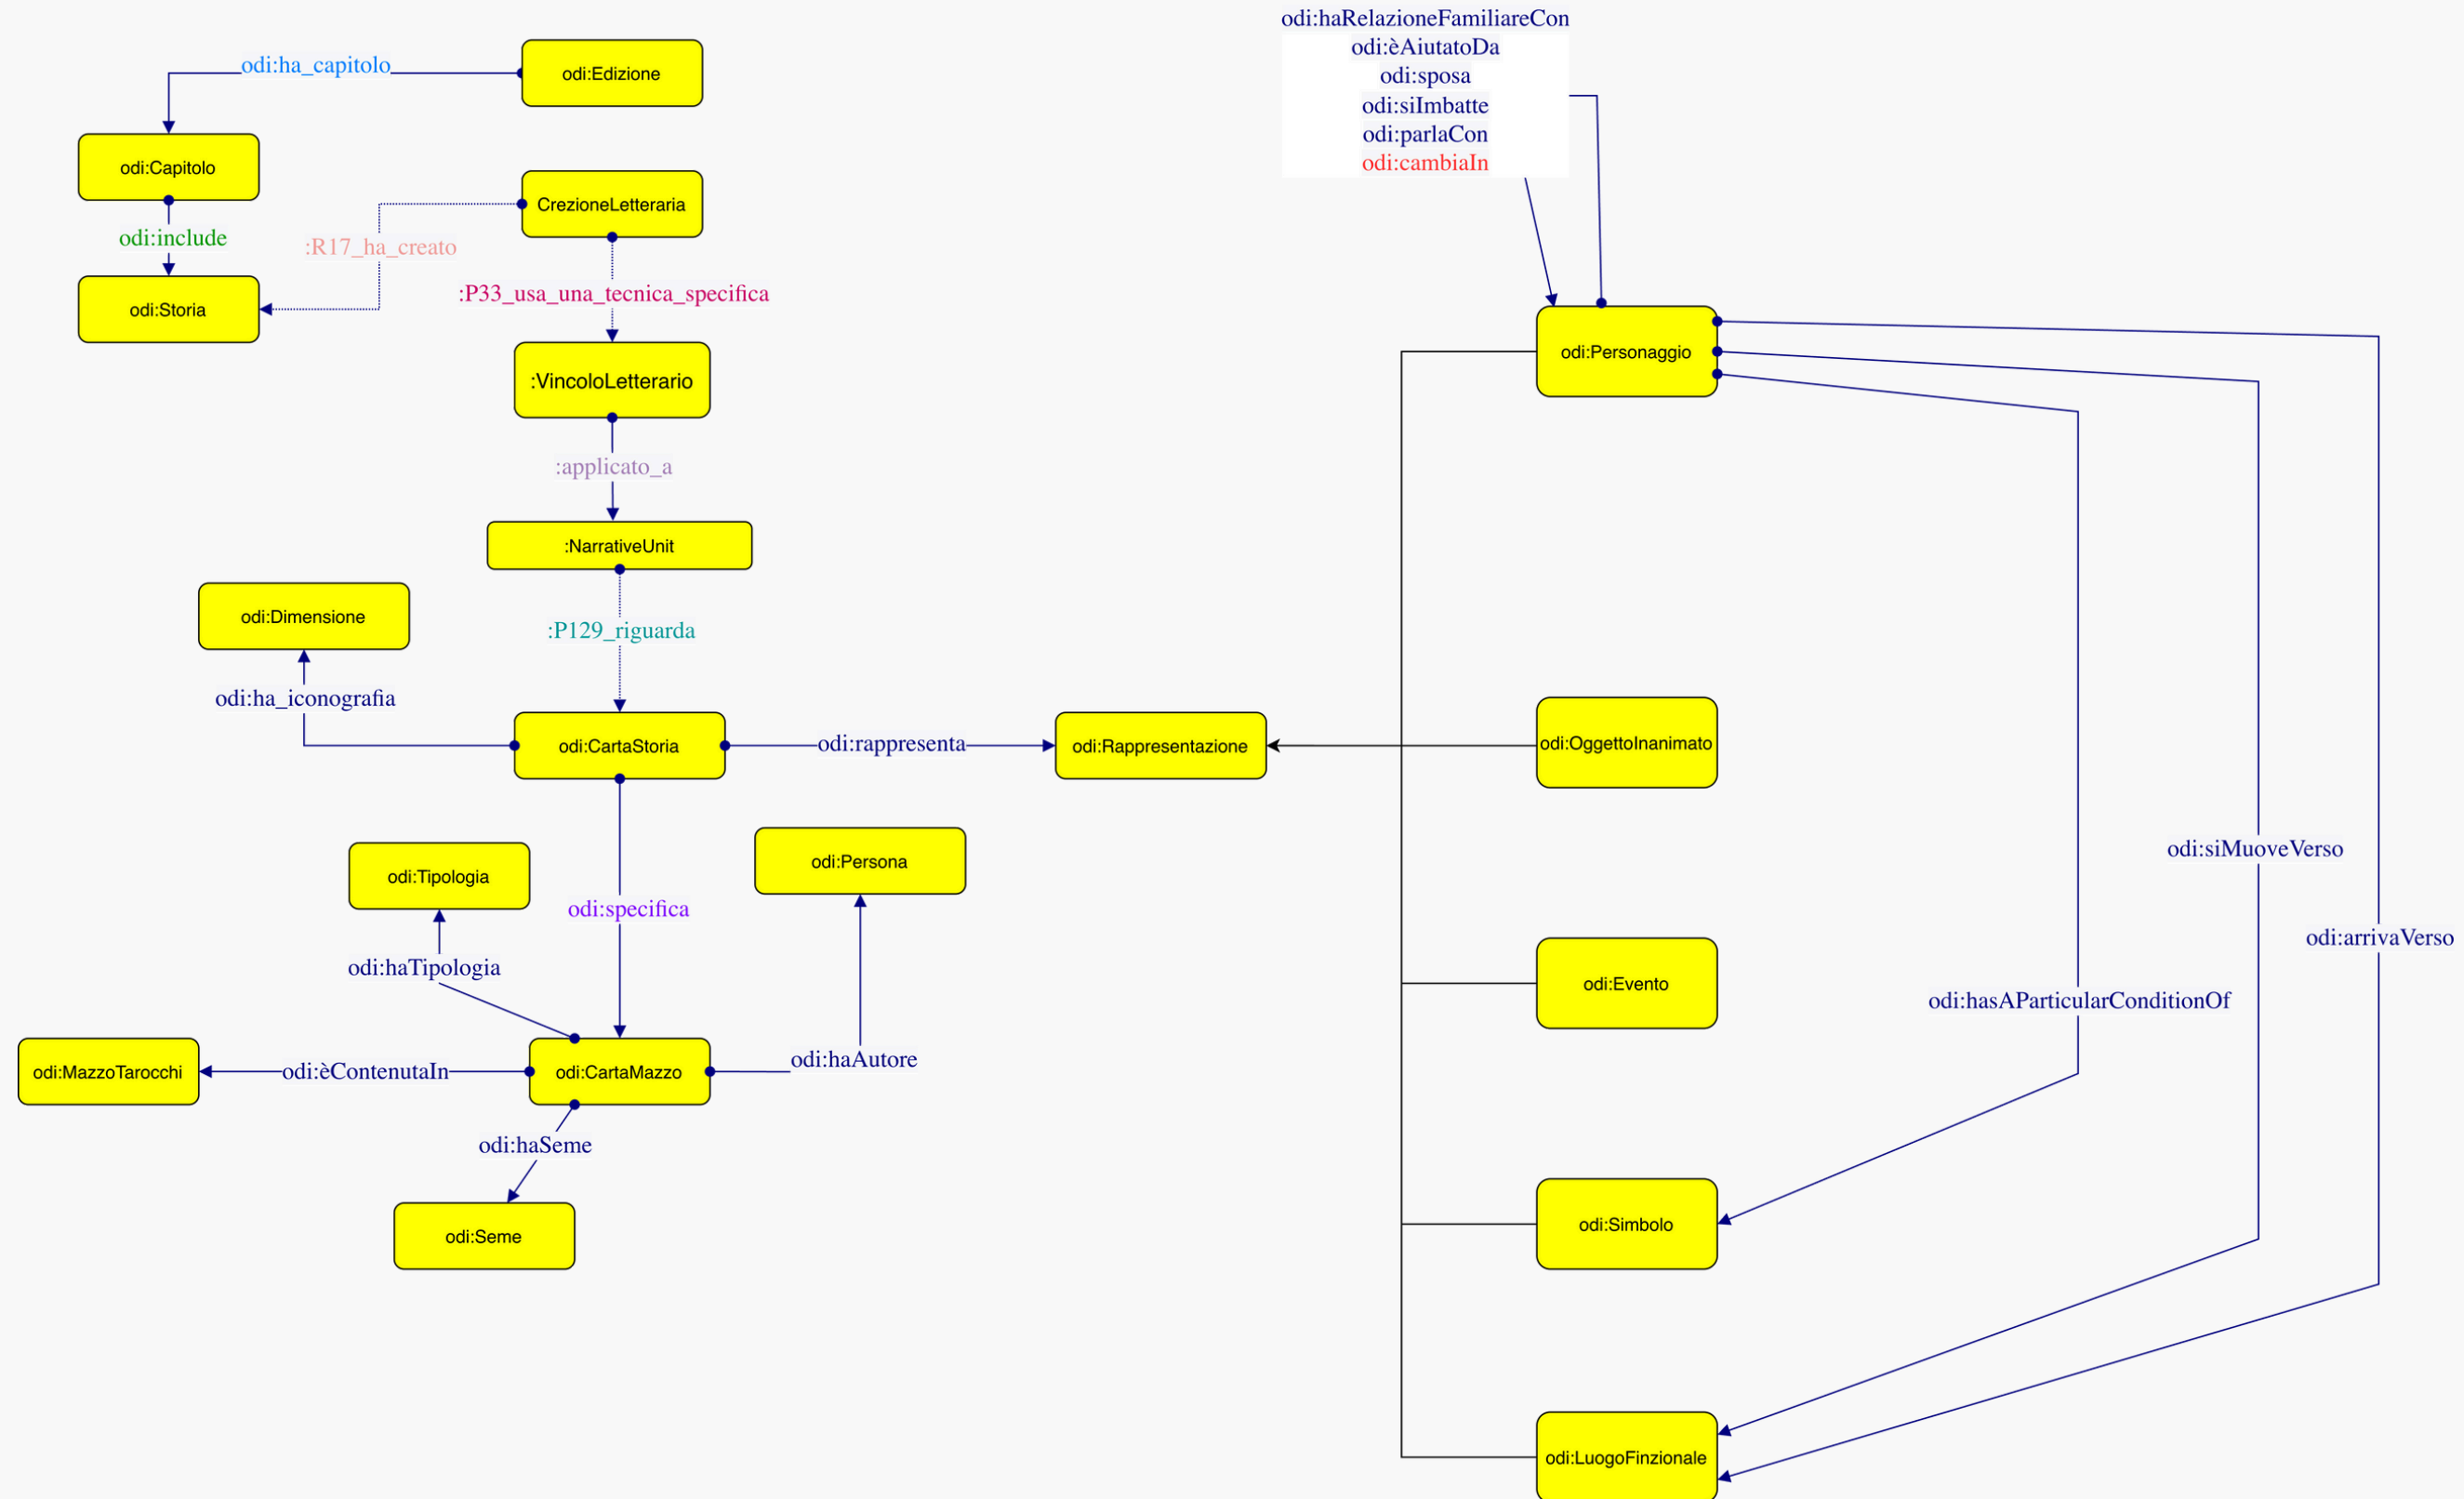 odi:haRelazioneFamiliareCon
odi:èAiutatoDa
odi:sposa
odi:siImbatte
odi:parlaCon
odi:cambiaIn
odi:ha_capitolo
odi:Edizione
odi:Capitolo
CrezioneLetteraria
odi:include
:R17_ha_creato
:P33_usa_una_tecnica_specifica
odi:Storia
:VincoloLetterario
odi:Personaggio
:applicato_a
:NarrativeUnit
odi:Dimensione
:P129_riguarda
odi:ha_iconografia
odi:CartaStoria
odi:rappresenta
odi:Rappresentazione
odi:OggettoInanimato
odi:siMuoveVerso
odi:Persona
odi:Tipologia
odi:specifica
odi:arrivaVerso
odi:haTipologia
odi:Evento
odi:hasAParticularConditionOf
odi:MazzoTarocchi
odi:èContenutaIn
odi:CartaMazzo
odi:haAutore
odi:haSeme
odi:Seme
odi:Simbolo
odi:LuogoFinzionale